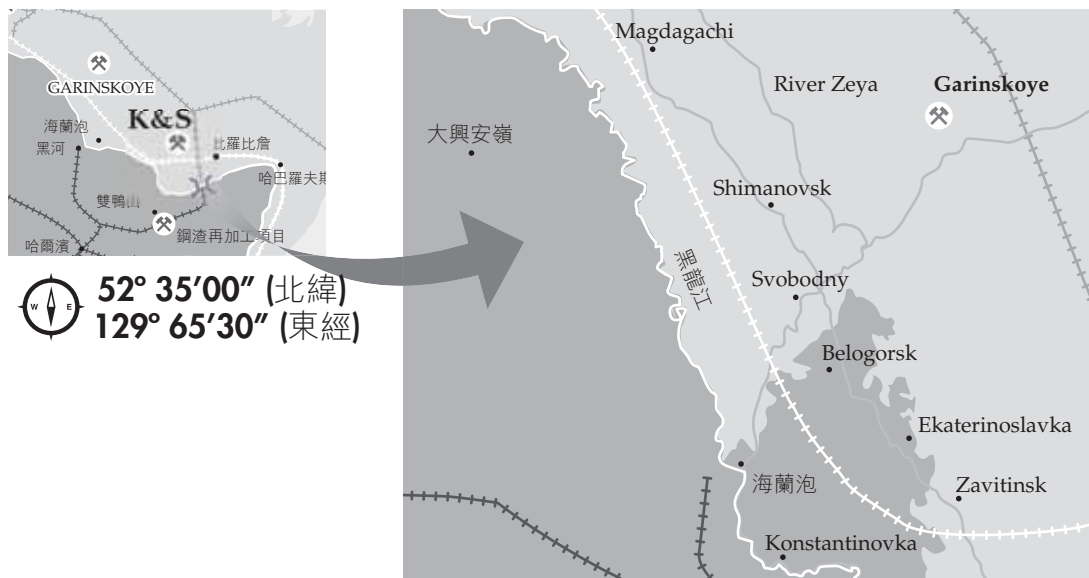 GARINSKOYE
海蘭泡
黑河
K&S
比羅比詹
哈巴羅夫斯
雙鴨山
鋼渣再加工項目
哈爾濱
W E
52° 35’00” (北緯)
129° 65’30” (東經)
Magdagachi
River Zeya
Garinskoye
大興安嶺
Shimanovsk
黑龍江
Svobodny
Belogorsk
Ekaterinoslavka
海蘭泡
Zavitinsk
Konstantinovka